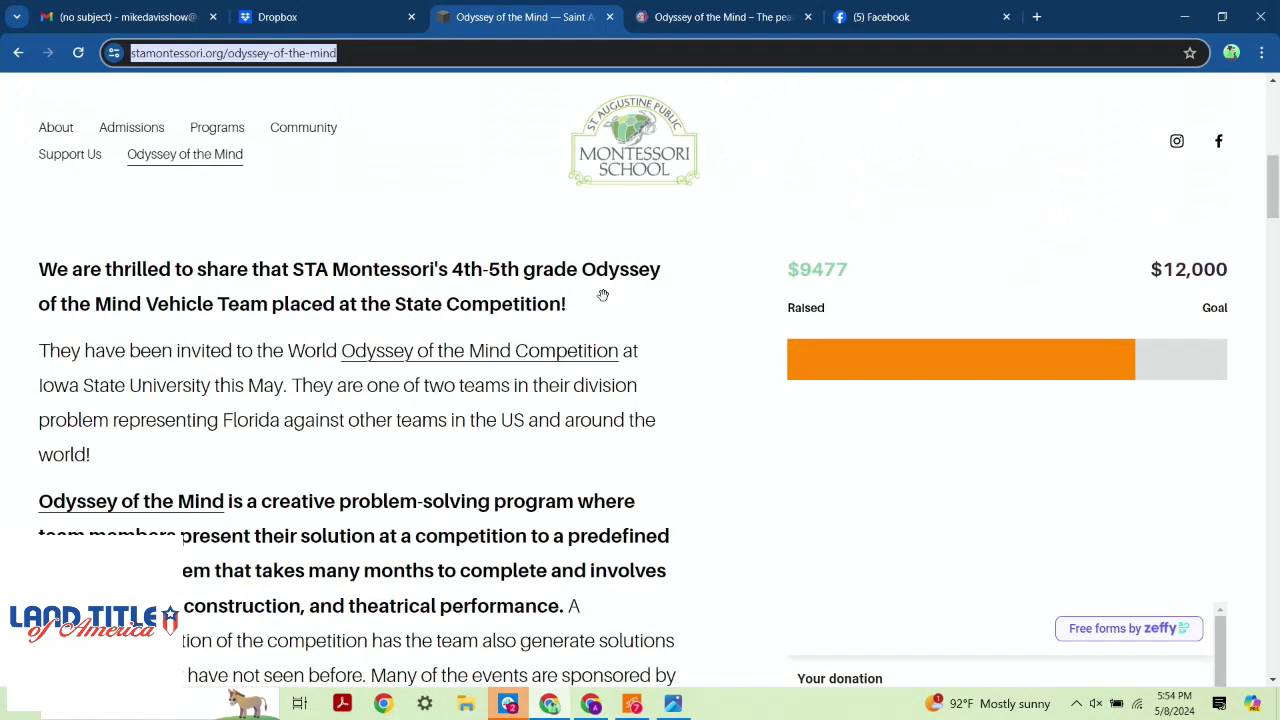 (no subject) - mikedavisshow@
Dropbox
Odyssey of the Mind — Saint A
Odyssey of the Mind – The pea
(5) Facebook
stamontessori.org/odyssey-of-the-mind
About
Admissions
Programs
Community
Support Us
Odyssey of the Mind
ST. AUGUSTINE PUBLIC
MONTESSORI
SCHOOL
We are thrilled to share that STA Montessori's 4th-5th grade Odyssey
of the Mind Vehicle Team placed at the State Competition!
They have been invited to the World Odyssey of the Mind Competition at
Iowa State University this May. They are one of two teams in their division
problem representing Florida against other teams in the US and around the
world!
Odyssey of the Mind is a creative problem-solving program where
team members present their solution at a competition to a predefined
em that takes many months to complete and involves
construction, and theatrical performance. A
tion of the competition has the team also generate solutions
have not seen before. Many of the events are sponsored by
$9477
$12,000
Raised
Goal
Free forms by zeffy
Your donation
LAND TITLE
of America
2
7
1
92°F Mostly sunny
5:54 PM
5/8/2024